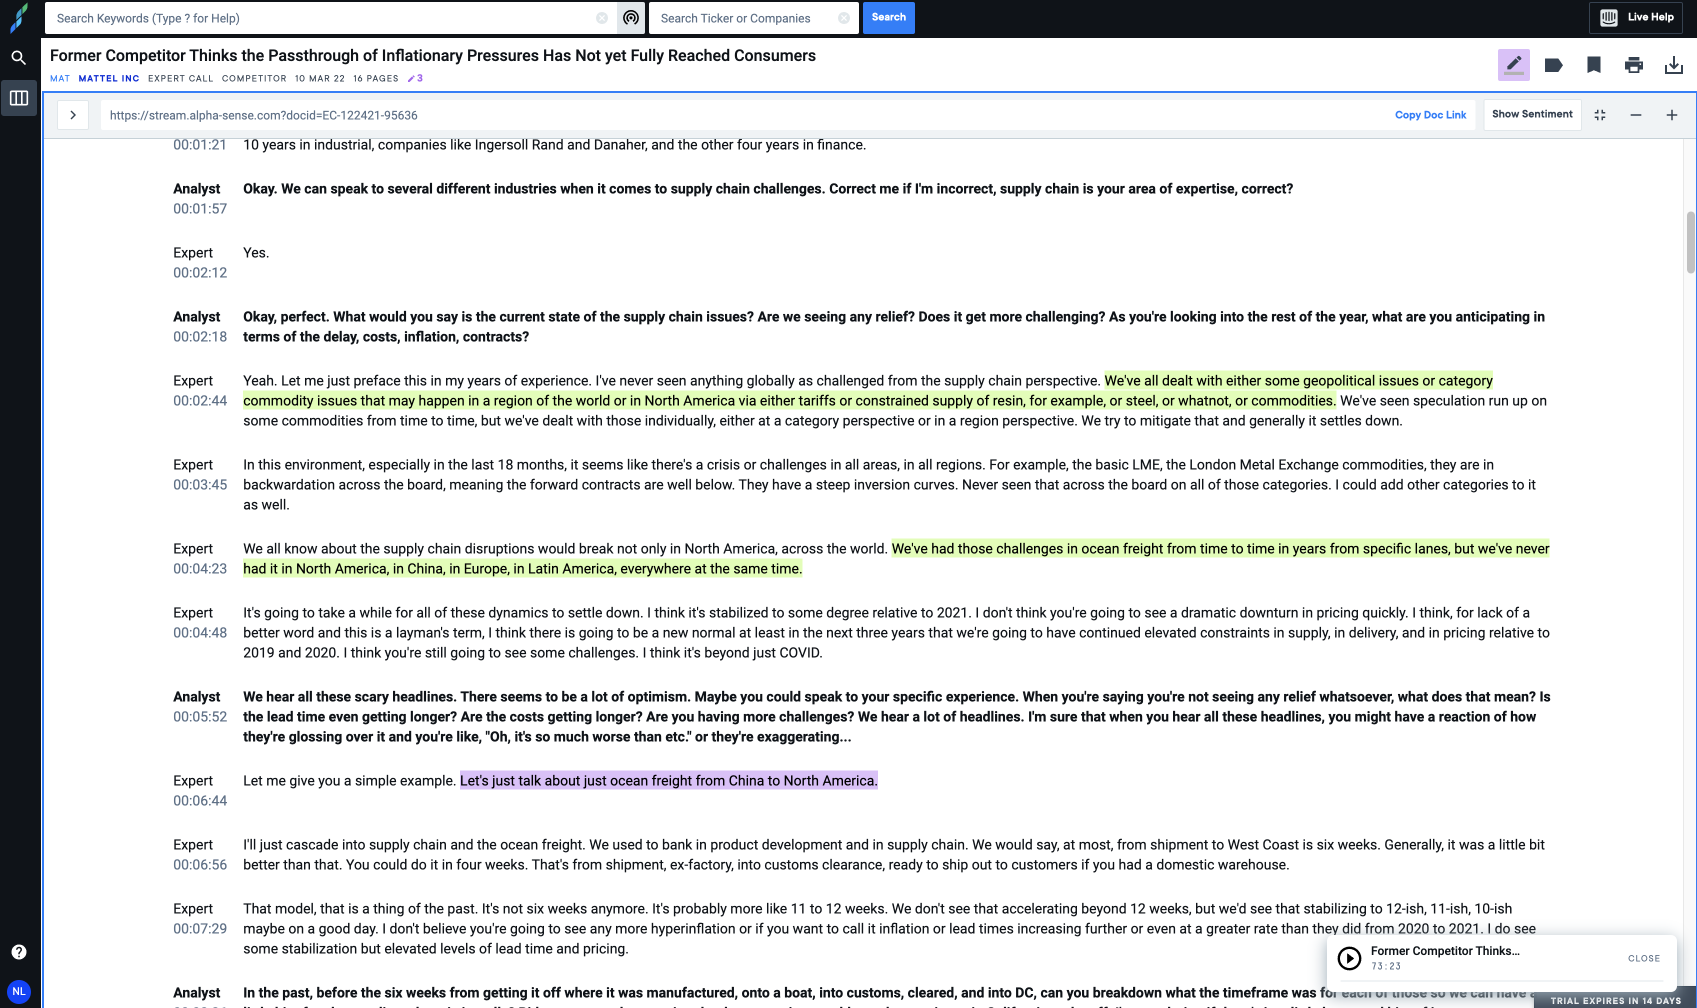 Search Keywords (Type ? for Help)
Search Ticker or Companies
Search
Live Help
Former Competitor Thinks the Passthrough of Inflationary Pressures Has Not yet Fully Reached Consumers
MAT MATTEL INC EXPERT CALL COMPETITOR 10 MAR 22 16 PAGES 3
https://stream.alpha-sense.com?docid=EC-122421-95636
Copy Doc Link
Show Sentiment
00:01:21 10 years in industrial, companies like Ingersoll Rand and Danaher, and the other four years in finance.
Analyst Okay. We can speak to several different industries when it comes to supply chain challenges. Correct me if I'm incorrect, supply chain is your area of expertise, correct?
00:01:57
Expert Yes.
00:02:12
Analyst Okay, perfect. What would you say is the current state of the supply chain issues? Are we seeing any relief? Does it get more challenging? As you're looking into the rest of the year, what are you anticipating in
00:02:18 terms of the delay, costs, inflation, contracts?
Expert Yeah. Let me just preface this in my years of experience. I've never seen anything globally as challenged from the supply chain perspective. We've all dealt with either some geopolitical issues or category
00:02:44 commodity issues that may happen in a region of the world or in North America via either tariffs or constrained supply of resin, for example, or steel, or whatnot, or commodities. We've seen speculation run up on
some commodities from time to time, but we've dealt with those individually, either at a category perspective or in a region perspective. We try to mitigate that and generally it settles down.
Expert In this environment, especially in the last 18 months, it seems like there's a crisis or challenges in all areas, in all regions. For example, the basic LME, the London Metal Exchange commodities, they are in
00:03:45 backwardation across the board, meaning the forward contracts are well below. They have a steep inversion curves. Never seen that across the board on all of those categories. I could add other categories to it
as well.
Expert We all know about the supply chain disruptions would break not only in North America, across the world. We've had those challenges in ocean freight from time to time in years from specific lanes, but we've never
00:04:23 had it in North America, in China, in Europe, in Latin America, everywhere at the same time.
Expert It's going to take a while for all of these dynamics to settle down. I think it's stabilized to some degree relative to 2021. I don't think you're going to see a dramatic downturn in pricing quickly. I think, for lack of a
00:04:48 better word and this is a layman's term, I think there is going to be a new normal at least in the next three years that we're going to have continued elevated constraints in supply, in delivery, and in pricing relative to
2019 and 2020. I think you're still going to see some challenges. I think it's beyond just COVID.
Analyst We hear all these scary headlines. There seems to be a lot of optimism. Maybe you could speak to your specific experience. When you're saying you're not seeing any relief whatsoever, what does that mean? Is
00:05:52 the lead time even getting longer? Are the costs getting longer? Are you having more challenges? We hear a lot of headlines. I'm sure that when you hear all these headlines, you might have a reaction of how
they're glossing over it and you're like, "Oh, it's so much worse than etc." or they're exaggerating...
Expert Let me give you a simple example. Let's just talk about just ocean freight from China to North America.
00:06:44
Expert I'll just cascade into supply chain and the ocean freight. We used to bank in product development and in supply chain. We would say, at most, from shipment to West Coast is six weeks. Generally, it was a little bit
00:06:56 better than that. You could do it in four weeks. That's from shipment, ex-factory, into customs clearance, ready to ship out to customers if you had a domestic warehouse.
Expert That model, that is a thing of the past. It's not six weeks anymore. It's probably more like 11 to 12 weeks. We don't see that accelerating beyond 12 weeks, but we'd see that stabilizing to 12-ish, 11-ish, 10-ish
00:07:29 maybe on a good day. I don't believe you're going to see any more hyperinflation or if you want to call it inflation or lead times increasing further or even at a greater rate than they did from 2020 to 2021. I do see
some stabilization but elevated levels of lead time and pricing.
Analyst In the past, before the six weeks from getting it off where it was manufactured, onto a boat, into customs, cleared, and into DC, can you breakdown what the timeframe was for each of those so we can have a
Former Competitor Thinks...
73:23
CLOSE
NL
TRIAL EXPIRES IN 14 DAYS